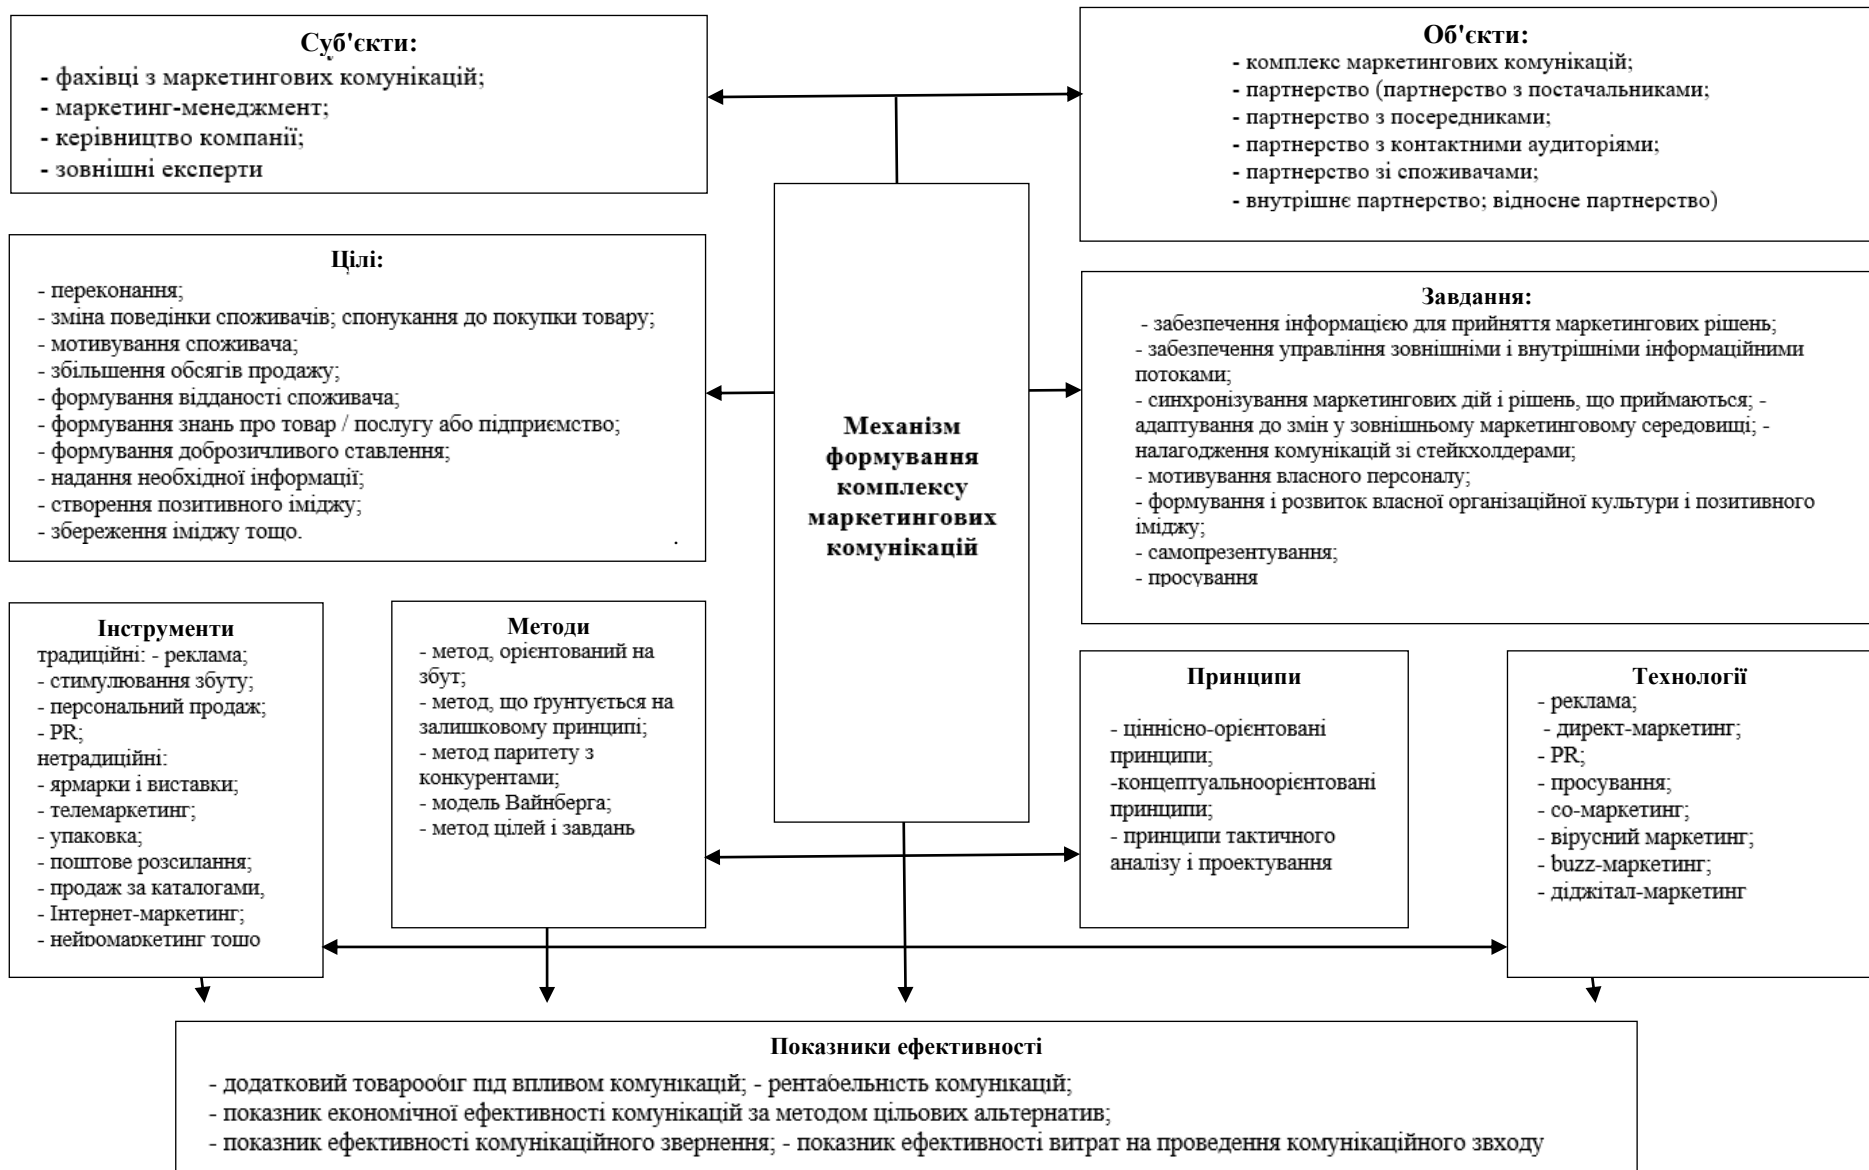 Суб'єкти:
- фахівці з маркетингових комунікацій;
- маркетинг-менеджмент;
- керівництво компанії;
- зовнішні експерти
Об'єкти:
- комплекс маркетингових комунікацій;
- партнерство (партнерство з постачальниками;
- партнерство з посередниками;
- партнерство з контактними аудиторіями;
- партнерство зі споживачами;
- внутрішнє партнерство; відносне партнерство)
Цілі:
- переконання;
- зміна поведінки споживачів; спонукання до покупки товару;
- мотивування споживача;
- збільшення обсягів продажу;
- формування відданості споживача;
- формування знань про товар / послугу або підприємство;
- формування доброзичливого ставлення;
- надання необхідної інформації;
- створення позитивного іміджу;
- збереження іміджу тощо.
.
Механізм
формування
комплексу
маркетингових
комунікацій
Завдання:
- забезпечення інформацією для прийняття маркетингових рішень;
- забезпечення управління зовнішніми і внутрішніми інформаційними
потоками;
- синхронізування маркетингових дій і рішень, що приймаються; -
адаптування до змін у зовнішньому маркетинговому середовищі; -
налагодження комунікацій зі стейкхолдерами;
- мотивування власного персоналу;
- формування і розвиток власної організаційної культури і позитивного
іміджу;
- самопрезентування;
- просування
Інструменти
традиційні: - реклама;
- стимулювання збуту;
- персональний продаж;
- PR;
нетрадиційні:
- ярмарки і виставки;
- телемаркетинг;
- упаковка;
- поштове розсилання;
- продаж за каталогами,
- Інтернет-маркетинг;
- нейромаркетинг тощо
Методи
- метод, орієнтований на
збут;
- метод, що ґрунтується на
залишковому принципі;
- метод паритету з
конкурентами;
- модель Вайнберга;
- метод цілей і завдань
Принципи
- ціннісно-орієнтовані
принципи;
-концептуальноорієнтовані
принципи;
- принципи тактичного
аналізу і проектування
Технології
- реклама;
- директ-маркетинг;
- PR;
- просування;
- со-маркетинг;
- вірусний маркетинг;
- buzz-маркетинг;
- діджітал-маркетинг
Показники ефективності
- додатковий товарообіг під впливом комунікацій; - рентабельність комунікацій;
- показник економічної ефективності комунікацій за методом цільових альтернатив;
- показник ефективності комунікаційного звернення; - показник ефективності витрат на проведення комунікаційного звходу